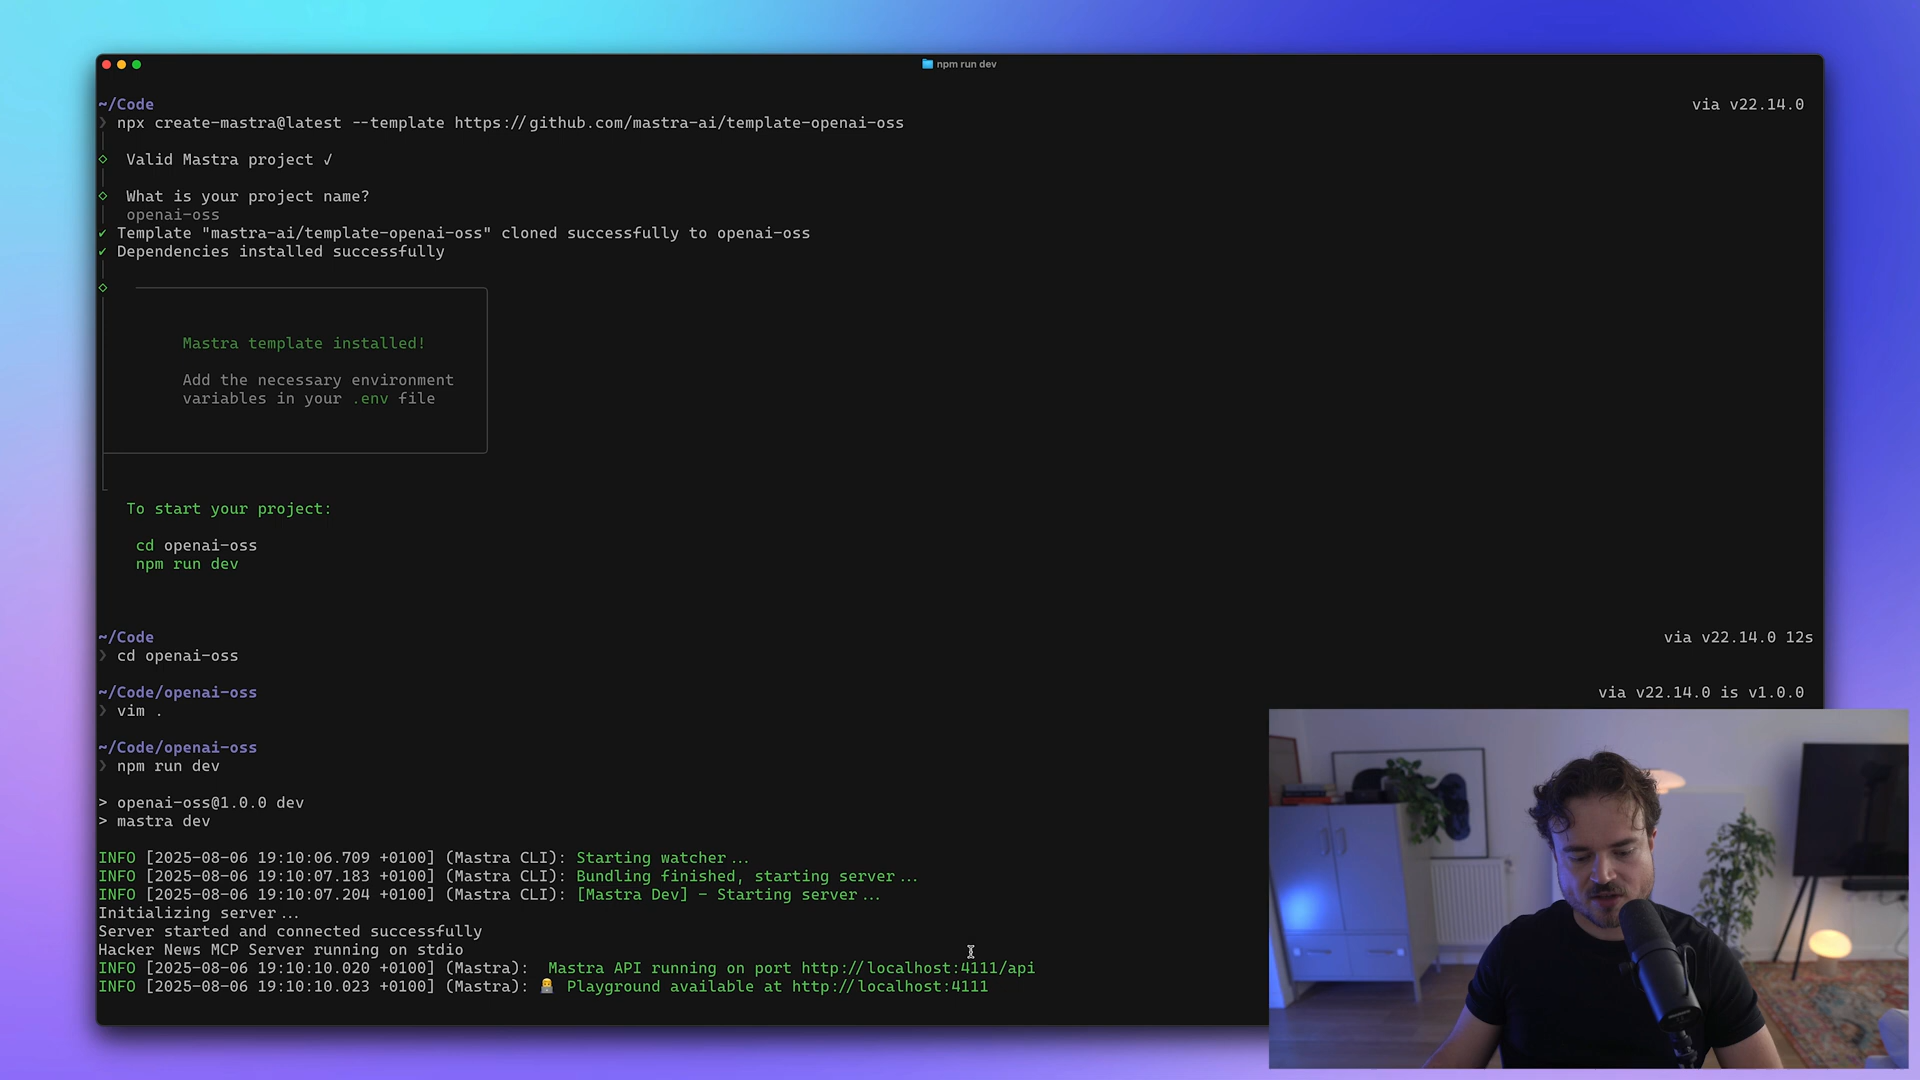 npm run dev
~/Code via v22.14.0
❯ npx create-mastra@latest --template https://github.com/mastra-ai/template-openai-oss
◇ Valid Mastra project ✓
◇ What is your project name?
openai-oss
✓ Template "mastra-ai/template-openai-oss" cloned successfully to openai-oss
✓ Dependencies installed successfully
Mastra template installed!
Add the necessary environment
variables in your .env file
To start your project:
cd openai-oss
npm run dev
~/Code via v22.14.0 12s
❯ cd openai-oss
~/Code/openai-oss via v22.14.0 is v1.0.0
❯ vim .
~/Code/openai-oss
❯ npm run dev
> openai-oss@1.0.0 dev
> mastra dev
INFO [2025-08-06 19:10:06.709 +0100] (Mastra CLI): Starting watcher...
INFO [2025-08-06 19:10:07.183 +0100] (Mastra CLI): Bundling finished, starting server...
INFO [2025-08-06 19:10:07.204 +0100] (Mastra CLI): [Mastra Dev] - Starting server...
Initializing server...
Server started and connected successfully
Hacker News MCP Server running on stdio
INFO [2025-08-06 19:10:10.020 +0100] (Mastra): Mastra API running on port http://localhost:4111/api
INFO [2025-08-06 19:10:10.023 +0100] (Mastra): 👨‍💻 Playground available at http://localhost:4111